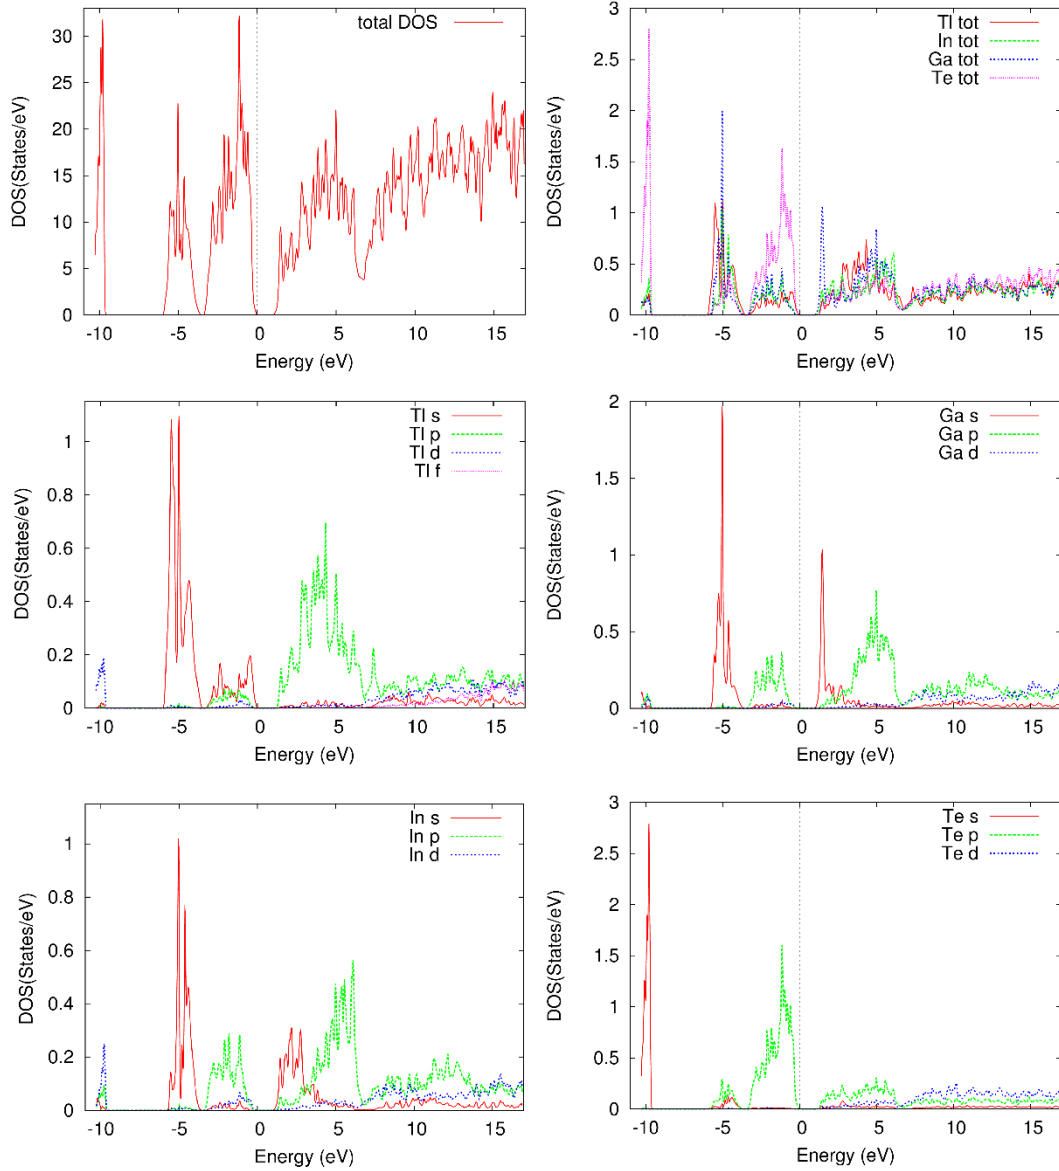 total DOS
DOS(States/eV)
30
25
20
15
10
5
0
-10 -5 0 5 10 15
Energy (eV)
Tl tot
In tot
Ga tot
Te tot
DOS(States/eV)
3
2.5
2
1.5
1
0.5
0
-10 -5 0 5 10 15
Energy (eV)
Tl s
Tl p
Tl d
Tl f
DOS(States/eV)
1
0.8
0.6
0.4
0.2
0
-10 -5 0 5 10 15
Energy (eV)
Ga s
Ga p
Ga d
DOS(States/eV)
2
1.5
1
0.5
0
-10 -5 0 5 10 15
Energy (eV)
In s
In p
In d
DOS(States/eV)
1
0.8
0.6
0.4
0.2
0
-10 -5 0 5 10 15
Energy (eV)
Te s
Te p
Te d
DOS(States/eV)
3
2.5
2
1.5
1
0.5
0
-10 -5 0 5 10 15
Energy (eV)